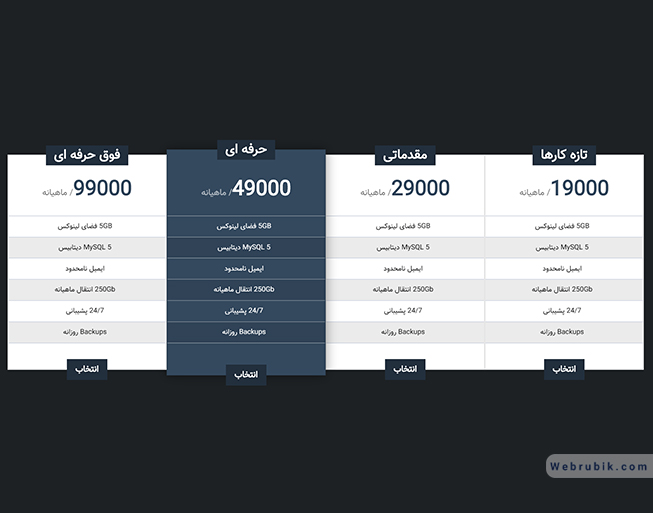 تازه کارها
19000/ ماهیانه
5GB فضای لینوکس
MySQL 5 دیتابیس
ایمیل نامحدود
250Gb انتقال ماهیانه
24/7 پشیبانی
Backups روزانه
انتخاب
مقدماتی
29000/ ماهیانه
5GB فضای لینوکس
MySQL 5 دیتابیس
ایمیل نامحدود
250Gb انتقال ماهیانه
24/7 پشیبانی
Backups روزانه
انتخاب
حرفه ای
49000/ ماهیانه
5GB فضای لینوکس
MySQL 5 دیتابیس
ایمیل نامحدود
250Gb انتقال ماهیانه
24/7 پشیبانی
Backups روزانه
انتخاب
فوق حرفه ای
99000/ ماهیانه
5GB فضای لینوکس
MySQL 5 دیتابیس
ایمیل نامحدود
250Gb انتقال ماهیانه
24/7 پشیبانی
Backups روزانه
انتخاب
Webrubik.com